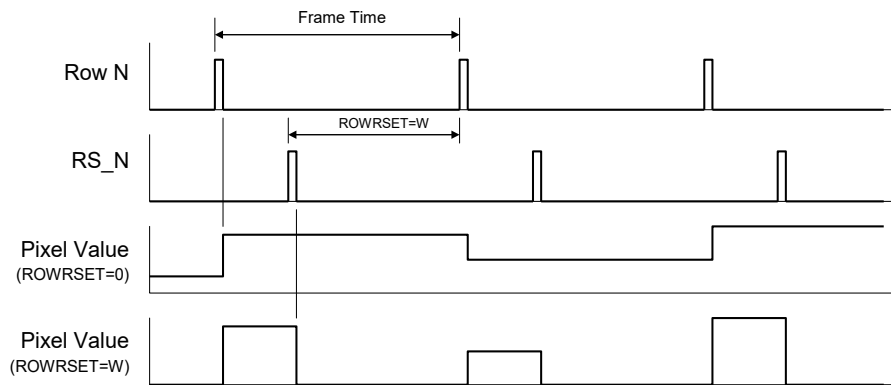 Frame Time
Row N
ROWRSET=W
RS_N
Pixel Value
(ROWRSET=0)
Pixel Value
(ROWRSET=W)